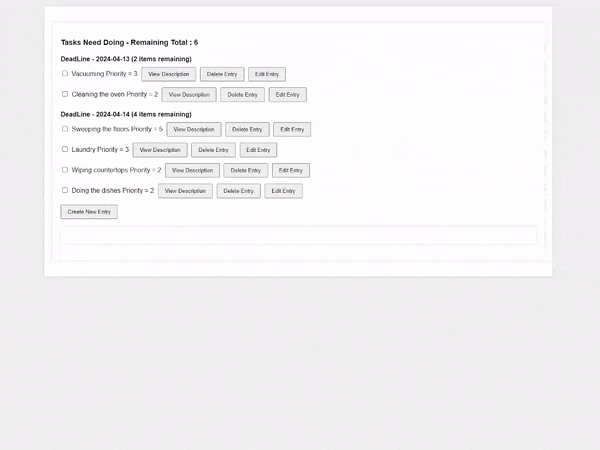 Tasks Need Doing - Remaining Total : 6
DeadLine - 2024-04-13 (2 items remaining)
Vacuuming Priority = 3 View Description Delete Entry Edit Entry
Cleaning the oven Priority = 2 View Description Delete Entry Edit Entry
DeadLine - 2024-04-14 (4 items remaining)
Sweeping the floors Priority = 5 View Description Delete Entry Edit Entry
Laundry Priority = 3 View Description Delete Entry Edit Entry
Wiping countertops Priority = 2 View Description Delete Entry Edit Entry
Doing the dishes Priority = 2 View Description Delete Entry Edit Entry
Create New Entry